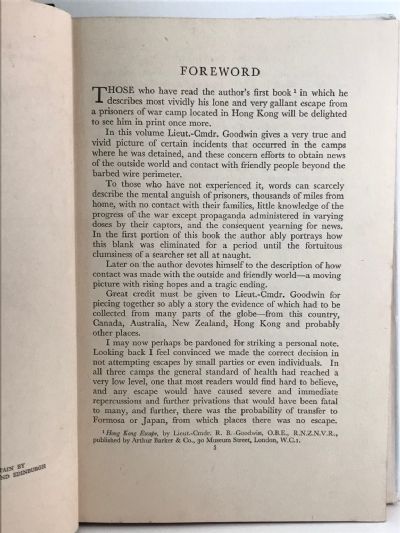 FOREWORD
THOSE who have read the author's first book ¹ in which he
describes most vividly his lone and very gallant escape from
a prisoners of war camp located in Hong Kong will be delighted
to see him in print once more.
In this volume Lieut.-Cmdr. Goodwin gives a very true and
vivid picture of certain incidents that occurred in the camps
where he was detained, and these concern efforts to obtain news
of the outside world and contact with friendly people beyond the
barbed wire perimeter.
To those who have not experienced it, words can scarcely
describe the mental anguish of prisoners, thousands of miles from
home, with no contact with their families, little knowledge of the
progress of the war except propaganda administered in varying
doses by their captors, and the consequent yearning for news.
In the first portion of this book the author ably portrays how
this blank was eliminated for a period until the fortuitous
clumsiness of a searcher set all at naught.
Later on the author devotes himself to the description of how
contact was made with the outside and friendly world—a moving
picture with rising hopes and a tragic ending.
Great credit must be given to Lieut.-Cmdr. Goodwin for
piecing together so ably a story the evidence of which had to be
collected from many parts of the globe—from this country,
Canada, Australia, New Zealand, Hong Kong and probably
other places.
I may now perhaps be pardoned for striking a personal note.
Looking back I feel convinced we made the correct decision in
not attempting escapes by small parties or even individuals. In
all three camps the general standard of health had reached a
very low level, one that most readers would find hard to believe,
and any escape would have caused severe and immediate
repercussions and further privations that would have been fatal
to many, and further, there was the probability of transfer to
Formosa or Japan, from which places there was no escape.
¹ Hong Kong Escape, by Lieut.-Cmdr. R. B. Goodwin, O.B.E., R.N.Z.N.V.R.,
published by Arthur Barker & Co., 30 Museum Street, London, W.C.1.
5
TAIN BY
ND EDINBURGH